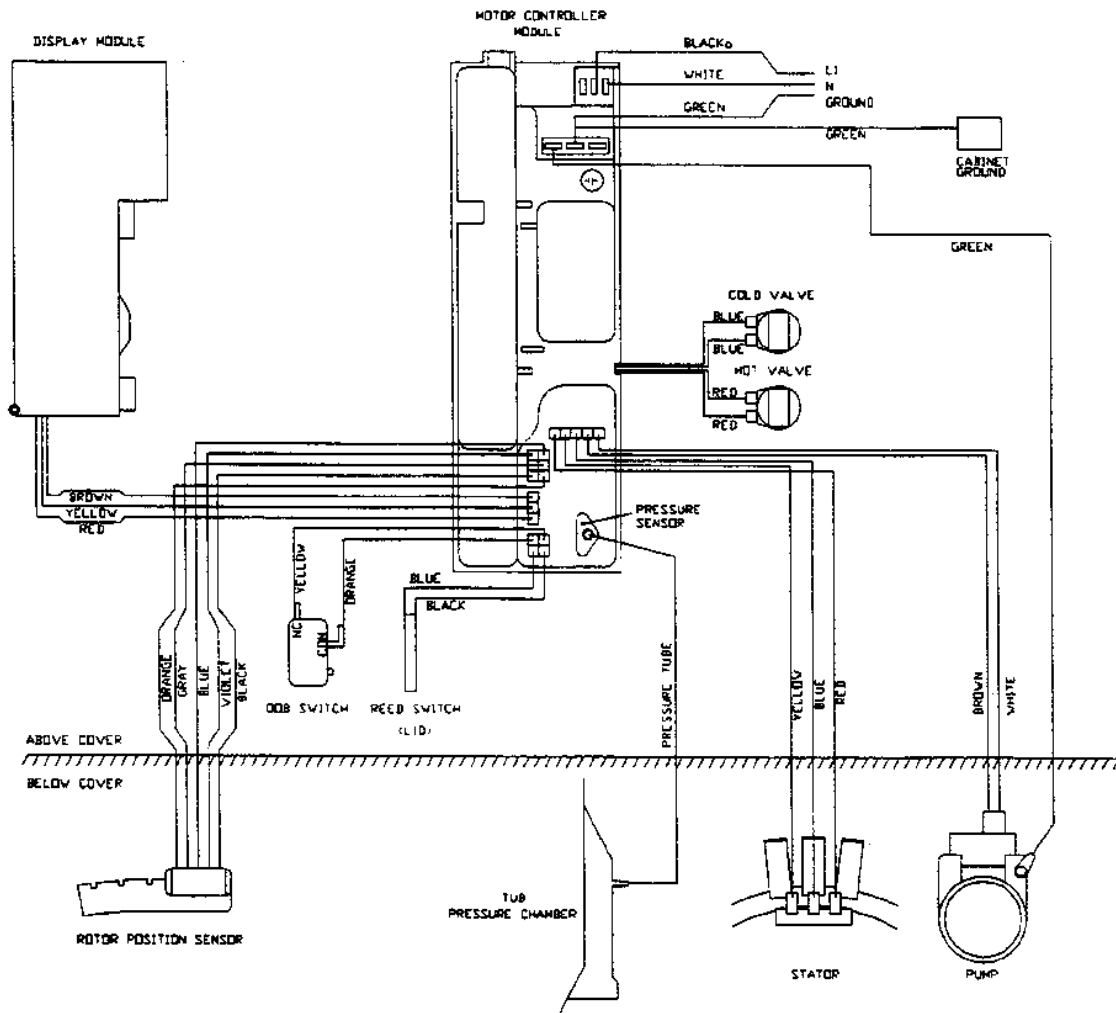 MOTOR CONTROLLER
MODULE
DISPLAY MODULE
BLACK
L1
WHITE
N
GROUND
GREEN
GREEN
CABINET
GROUND
GREEN
COLD VALVE
BLUE
BLUE
HOT VALVE
RED
RED
BROWN
YELLOW
RED
PRESSURE
SENSOR
YELLOW
ORANGE
BLUE
BLACK
NC
COM
ORANGE
GRAY
BLUE
VIOLET
BLACK
OOB SWITCH
REED SWITCH
(LID)
PRESSURE TUBE
YELLOW
BLUE
RED
BROWN
WHITE
ABOVE COVER
BELOW COVER
TUB
PRESSURE CHAMBER
ROTOR POSITION SENSOR
STATOR
PUMP